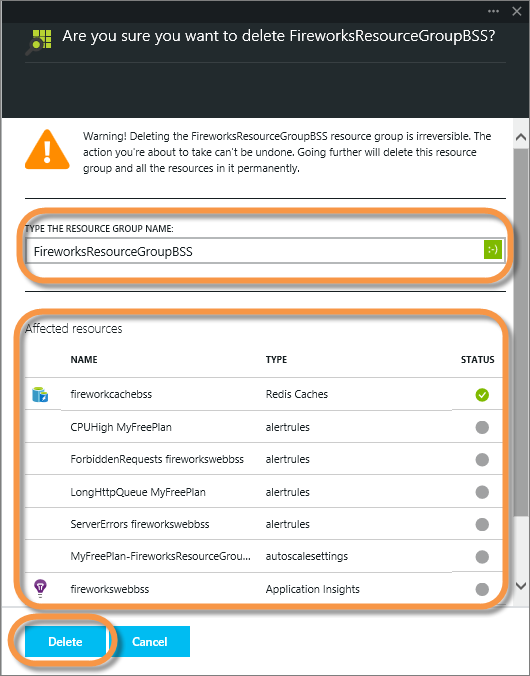 Are you sure you want to delete FireworksResourceGroupBSS?
Warning! Deleting the FireworksResourceGroupBSS resource group is irreversible. The
action you're about to take can't be undone. Going further will delete this resource
group and all the resources in it permanently.
TYPE THE RESOURCE GROUP NAME:
FireworksResourceGroupBSS :-)
Affected resources
NAME TYPE STATUS
fireworkcachebss Redis Caches
CPUHigh MyFreePlan alertrules
ForbiddenRequests fireworkswebbss alertrules
LongHttpQueue MyFreePlan alertrules
ServerErrors fireworkswebbss alertrules
MyFreePlan-FireworksResourceGrou... autoscalesettings
fireworkswebbss Application Insights
Delete Cancel